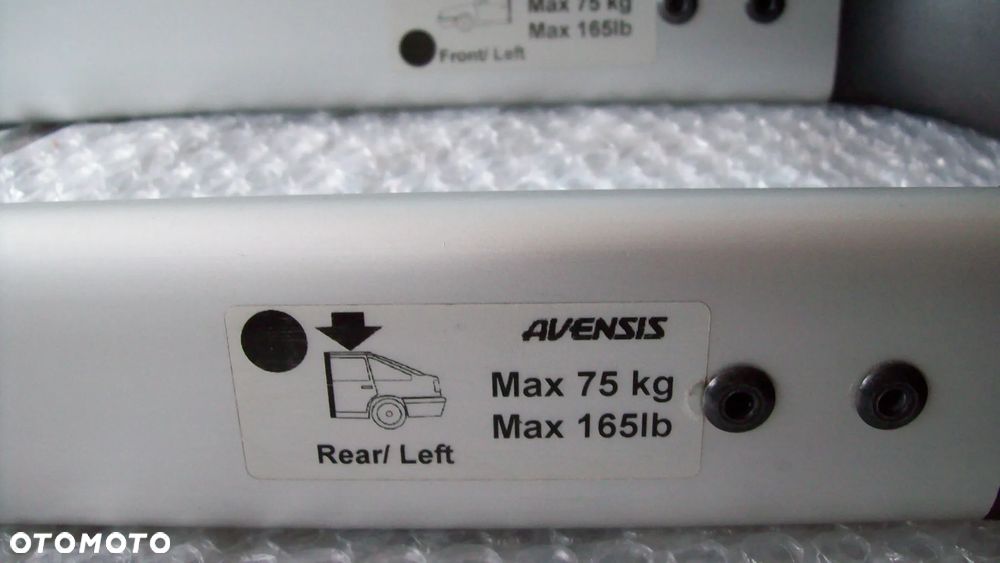 Max 75 kg
Max 165lb
Front/ Left
AVENSIS
Max 75 kg
Max 165lb
Rear/ Left
OTOMOTO